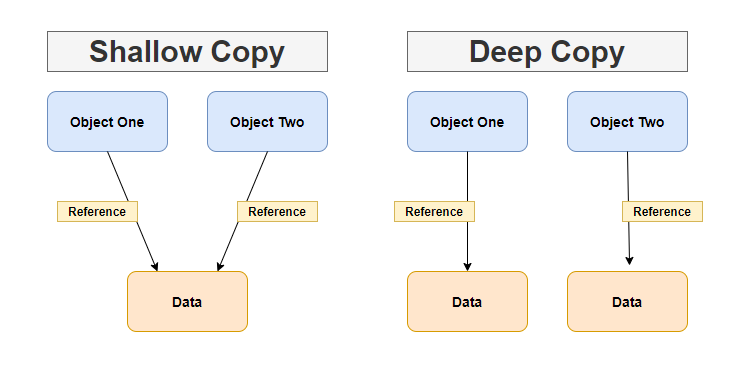 Shallow Copy
Deep Copy
Object One
Object Two
Object One
Object Two
Reference
Reference
Reference
Reference
Data
Data
Data